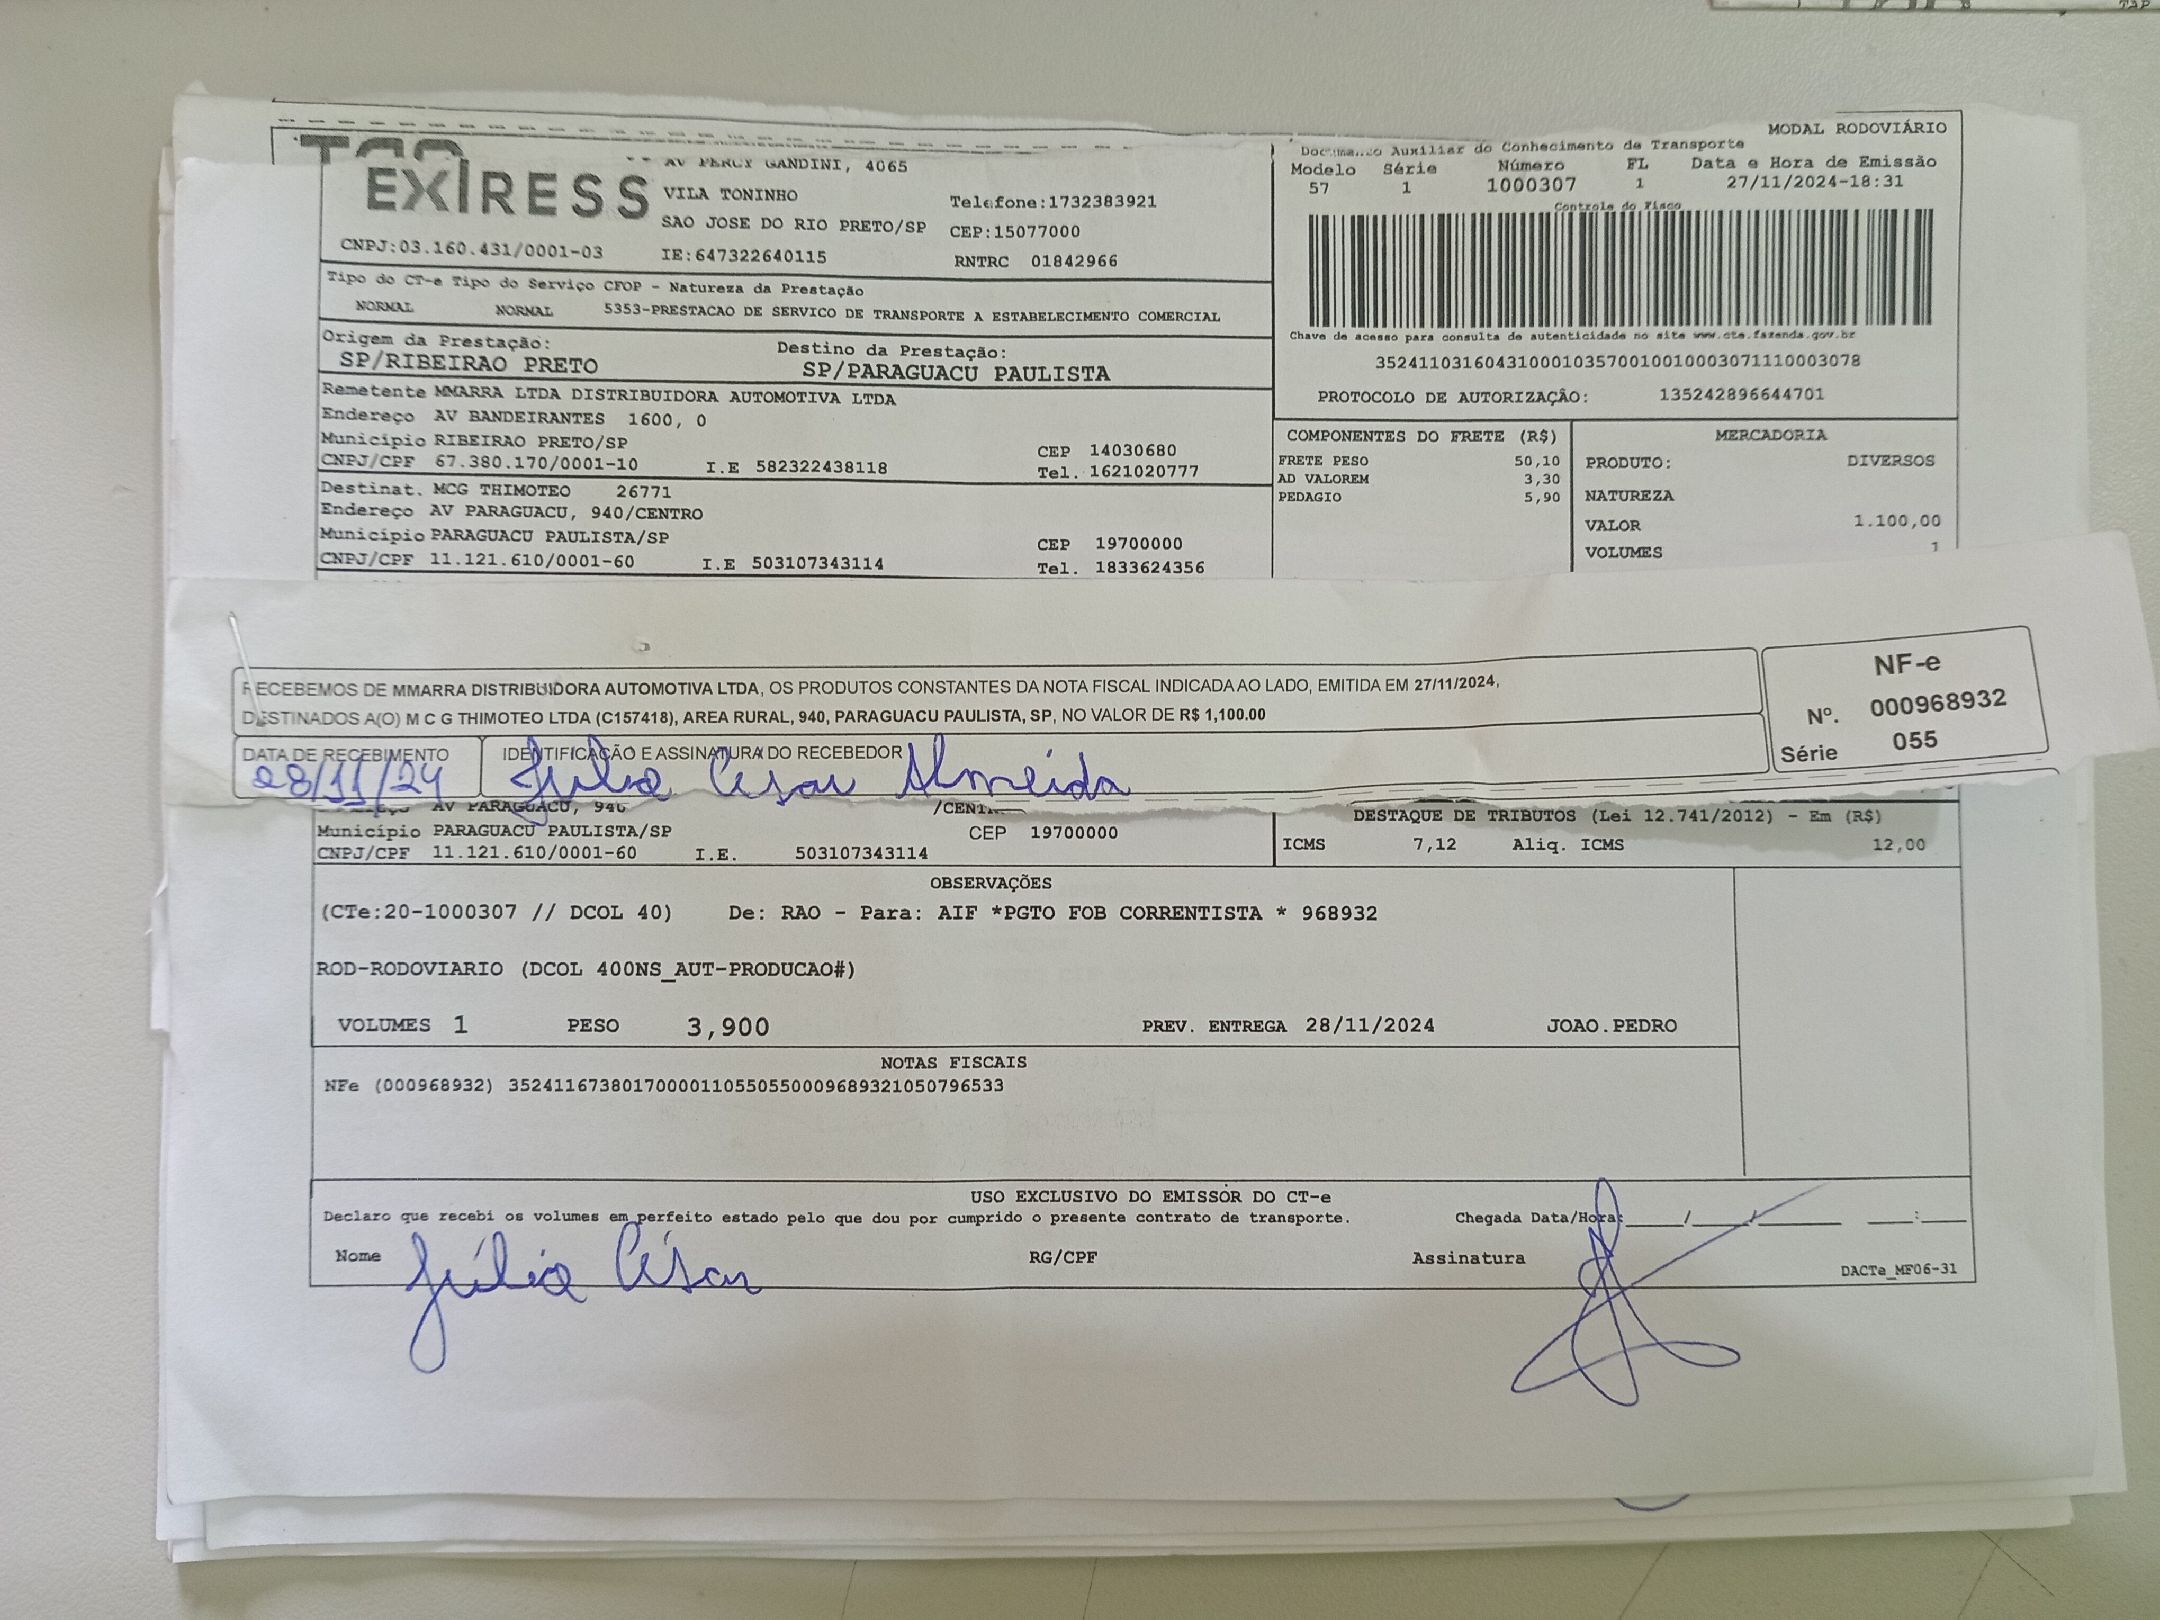 MODAL RODOVIÁRIO
EXPRESS
AV PERCY GANDINI, 4065
VILA TONINHO
Telefone:1732383921
SAO JOSE DO RIO PRETO/SP CEP:15077000
CNPJ:03.160.431/0001-03 IE:647322640115 RNTRC 01842966
Documento Auxiliar do Conhecimento de Transporte
Modelo Série Número FL Data e Hora de Emissão
57 1 1000307 1 27/11/2024-18:31
Controle do Fisco
Chave de acesso para consulta de autenticidade no site www.cte.fazenda.gov.br
35241103160431000103570010010003071110003078
PROTOCOLO DE AUTORIZAÇÃO: 135242896644701
Tipo do CT-e Tipo do Serviço CFOP - Natureza da Prestação
NORMAL NORMAL 5353-PRESTACAO DE SERVICO DE TRANSPORTE A ESTABELECIMENTO COMERCIAL
Origem da Prestação: Destino da Prestação:
SP/RIBEIRAO PRETO SP/PARAGUACU PAULISTA
Remetente MMARRA LTDA DISTRIBUIDORA AUTOMOTIVA LTDA
Endereço AV BANDEIRANTES 1600, 0
Município RIBEIRAO PRETO/SP CEP 14030680
CNPJ/CPF 67.380.170/0001-10 I.E 582322438118 Tel. 1621020777
Destinat. MCG THIMOTEO 26771
Endereço AV PARAGUACU, 940/CENTRO
Município PARAGUACU PAULISTA/SP CEP 19700000
CNPJ/CPF 11.121.610/0001-60 I.E 503107343114 Tel. 1833624356
COMPONENTES DO FRETE (R$)
FRETE PESO 50,10
AD VALOREM 3,30
PEDAGIO 5,90
MERCADORIA
PRODUTO: DIVERSOS
NATUREZA
VALOR 1.100,00
VOLUMES 1
RECEBEMOS DE MMARRA DISTRIBUIDORA AUTOMOTIVA LTDA, OS PRODUTOS CONSTANTES DA NOTA FISCAL INDICADA AO LADO, EMITIDA EM 27/11/2024,
DESTINADOS A(O) M C G THIMOTEO LTDA (C157418), AREA RURAL, 940, PARAGUACU PAULISTA, SP, NO VALOR DE R$ 1,100.00
DATA DE RECEBIMENTO IDENTIFICAÇÃO E ASSINATURA DO RECEBEDOR
28/11/24 Júlio César Almeida
NF-e
Nº. 000968932
Série 055
AV PARAGUACU, 940 /CENTRO
Município PARAGUACU PAULISTA/SP CEP 19700000
CNPJ/CPF 11.121.610/0001-60 I.E. 503107343114
DESTAQUE DE TRIBUTOS (Lei 12.741/2012) - Em (R$)
ICMS 7,12 Aliq. ICMS 12,00
OBSERVAÇÕES
(CTe:20-1000307 // DCOL 40) De: RAO - Para: AIF *PGTO FOB CORRENTISTA * 968932
ROD-RODOVIARIO (DCOL 400NS_AUT-PRODUCAO#)
VOLUMES 1 PESO 3,900 PREV. ENTREGA 28/11/2024 JOAO.PEDRO
NOTAS FISCAIS
NFe (000968932) 35241167380170000110550550009689321050796533
USO EXCLUSIVO DO EMISSOR DO CT-e
Declaro que recebi os volumes em perfeito estado pelo que dou por cumprido o presente contrato de transporte. Chegada Data/Hora:____/____/______ ___:___
Nome Júlio César RG/CPF Assinatura
DACTe_MF06-31